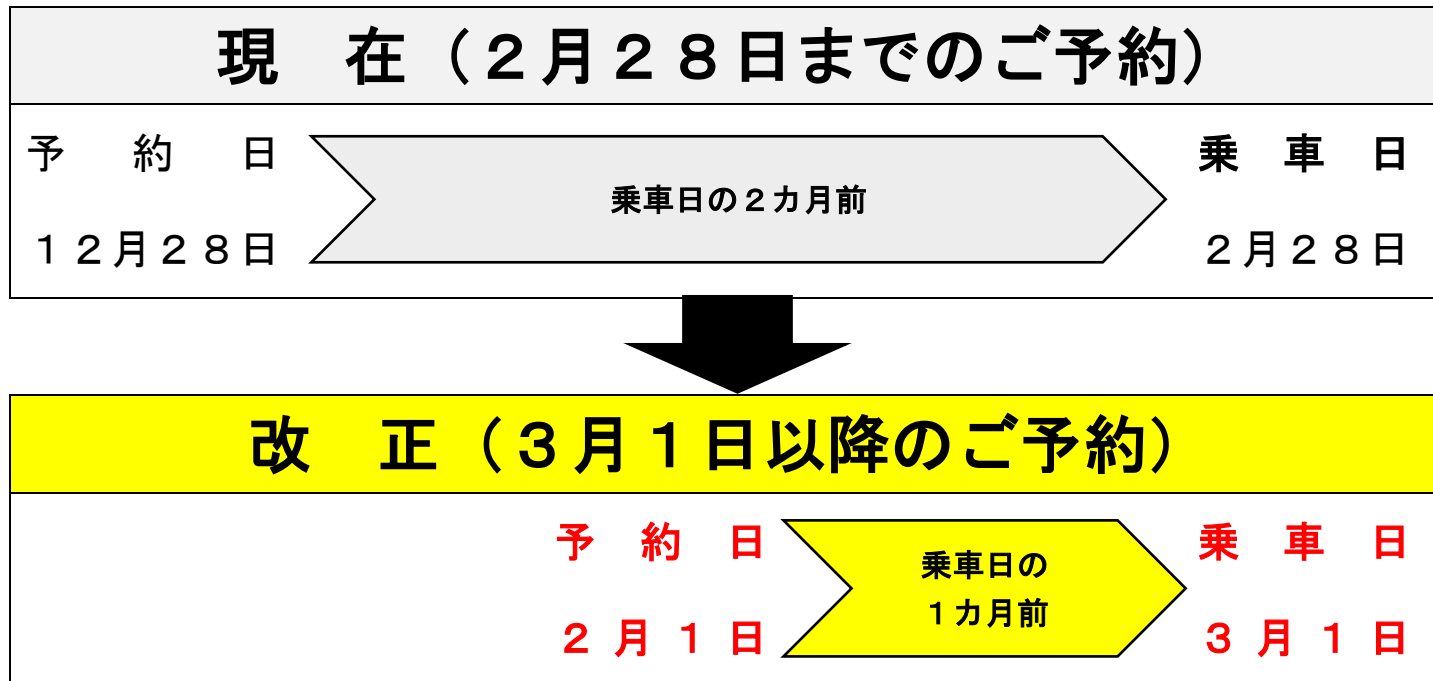 現　在（２月２８日までのご予約）
予　約　日
乗車日の２カ月前
乗　車　日
１２月２８日
２月２８日
改　正（３月１日以降のご予約）
予　約　日
乗車日の
１カ月前
乗　車　日
２月１日
３月１日